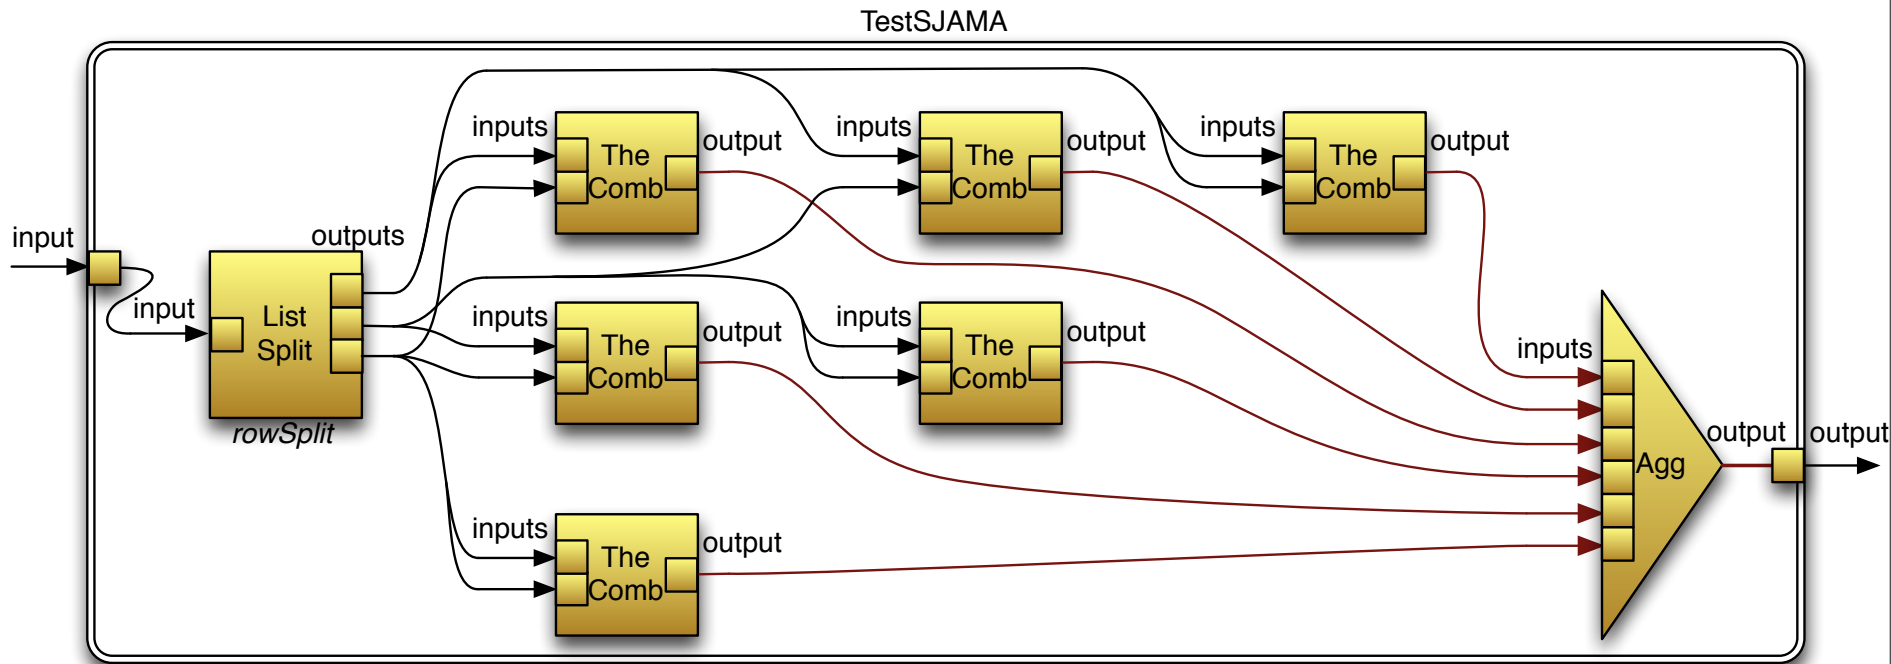 TestSJAMA
inputs
The
Comb
output
inputs
The
Comb
output
inputs
The
Comb
output
input
outputs
input
List
Split
rowSplit
inputs
The
Comb
output
inputs
The
Comb
output
inputs
Agg
output
output
inputs
The
Comb
output